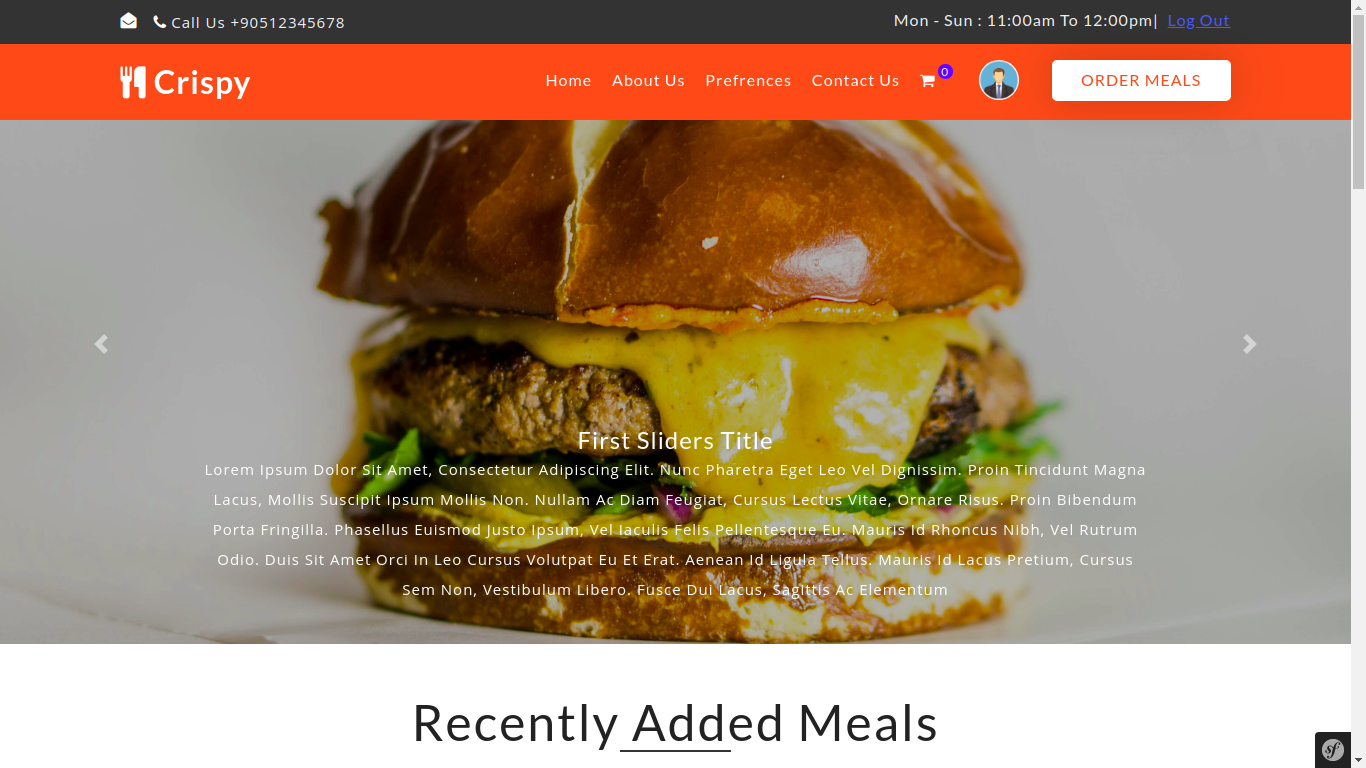 Call Us +90512345678
Mon - Sun : 11:00am To 12:00pm| Log Out
Crispy
Home About Us Prefrences Contact Us 0 ORDER MEALS
First Sliders Title
Lorem Ipsum Dolor Sit Amet, Consectetur Adipiscing Elit. Nunc Pharetra Eget Leo Vel Dignissim. Proin Tincidunt Magna
Lacus, Mollis Suscipit Ipsum Mollis Non. Nullam Ac Diam Feugiat, Cursus Lectus Vitae, Ornare Risus. Proin Bibendum
Porta Fringilla. Phasellus Euismod Justo Ipsum, Vel Iaculis Felis Pellentesque Eu. Mauris Id Rhoncus Nibh, Vel Rutrum
Odio. Duis Sit Amet Orci In Leo Cursus Volutpat Eu Et Erat. Aenean Id Ligula Tellus. Mauris Id Lacus Pretium, Cursus
Sem Non, Vestibulum Libero. Fusce Dui Lacus, Sagittis Ac Elementum
Recently Added Meals
sf